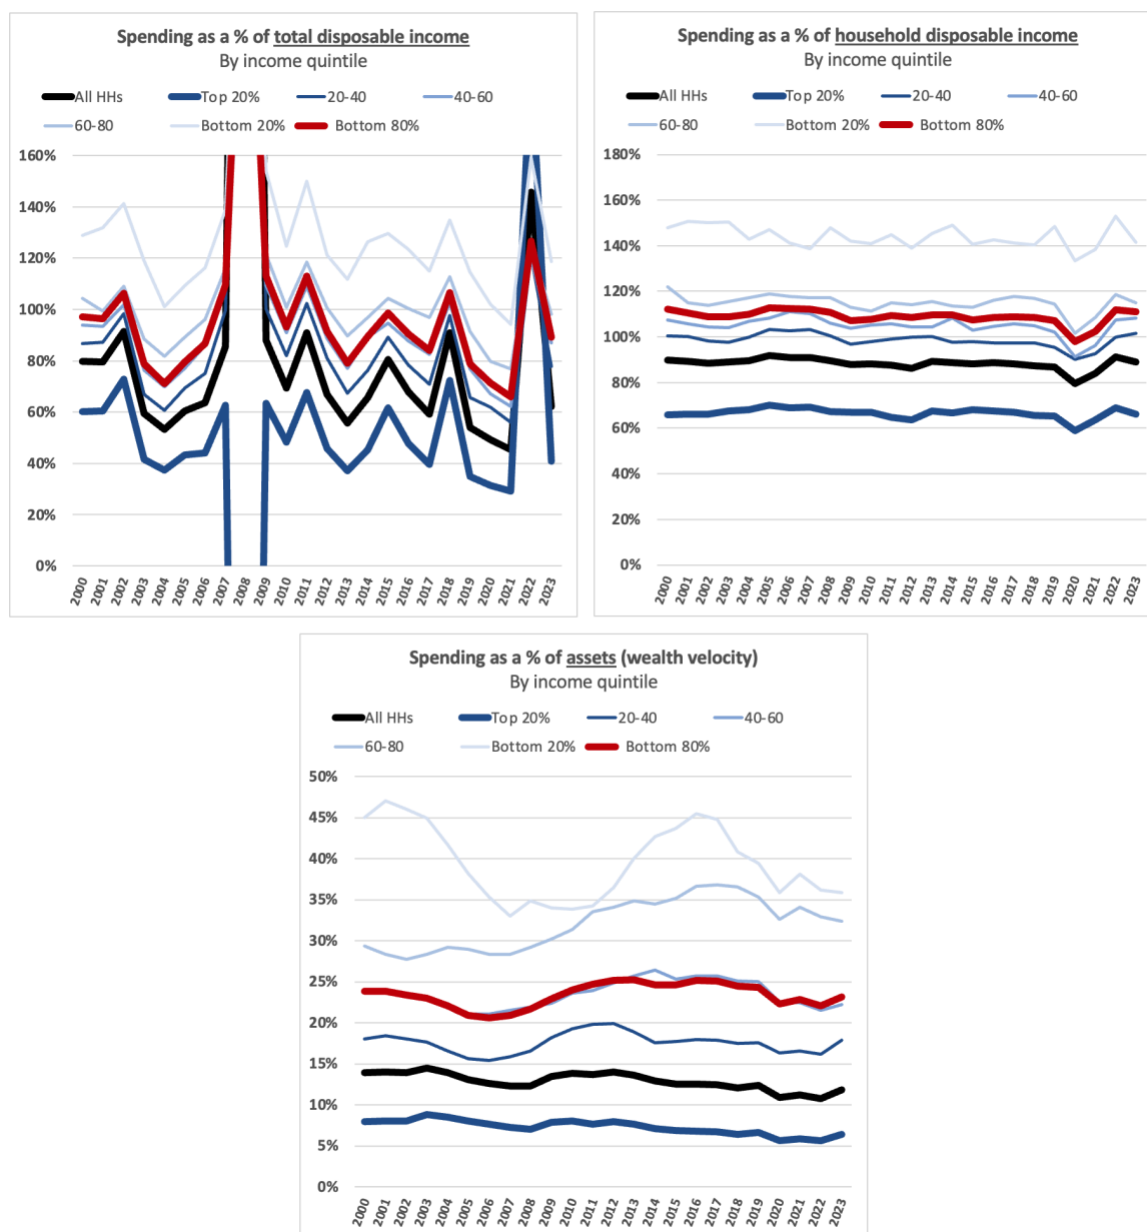 Spending as a % of total disposable income
By income quintile
All HHs Top 20% 20-40 40-60
60-80 Bottom 20% Bottom 80%
160%
140%
120%
100%
80%
60%
40%
20%
0%
2000 2001 2002 2003 2004 2005 2006 2007 2008 2009 2010 2011 2012 2013 2014 2015 2016 2017 2018 2019 2020 2021 2022 2023
Spending as a % of household disposable income
By income quintile
All HHs Top 20% 20-40 40-60
60-80 Bottom 20% Bottom 80%
180%
160%
140%
120%
100%
80%
60%
40%
20%
0%
2000 2001 2002 2003 2004 2005 2006 2007 2008 2009 2010 2011 2012 2013 2014 2015 2016 2017 2018 2019 2020 2021 2022 2023
Spending as a % of assets (wealth velocity)
By income quintile
All HHs Top 20% 20-40 40-60
60-80 Bottom 20% Bottom 80%
50%
45%
40%
35%
30%
25%
20%
15%
10%
5%
0%
2000 2001 2002 2003 2004 2005 2006 2007 2008 2009 2010 2011 2012 2013 2014 2015 2016 2017 2018 2019 2020 2021 2022 2023